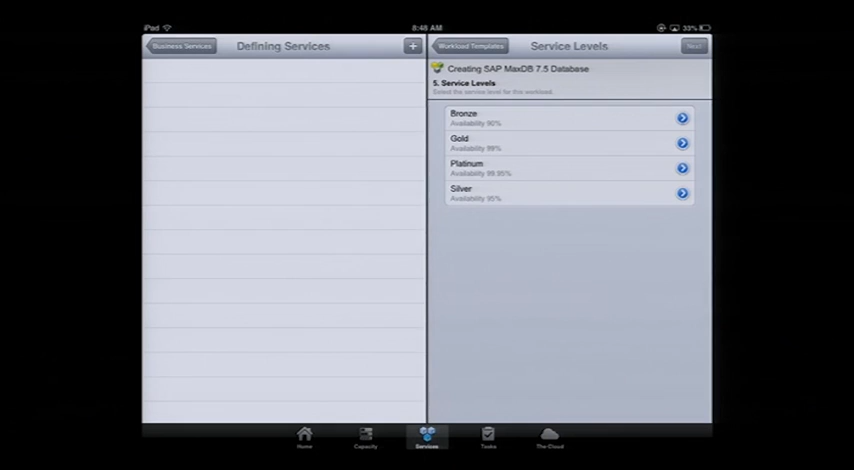 iPad
8:48 AM
33%
Business Services
Defining Services
+
Workload Templates
Service Levels
Next
Creating SAP MaxDB 7.5 Database
5. Service Levels
Select the service level for this workload.
Bronze
Availability 90%
Gold
Availability 99%
Platinum
Availability 99.95%
Silver
Availability 95%
Home
Capacity
Services
Tasks
The Cloud